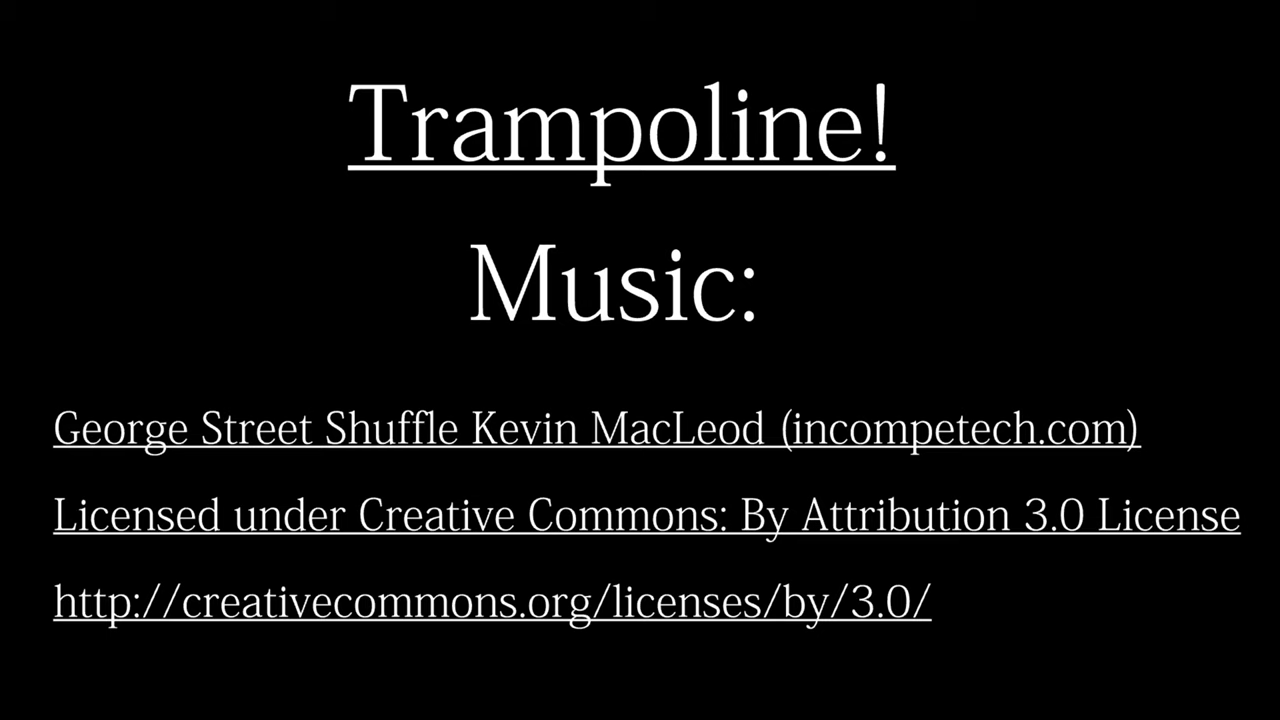 Trampoline!
Music:
George Street Shuffle Kevin MacLeod (incompetech.com)
Licensed under Creative Commons: By Attribution 3.0 License
http://creativecommons.org/licenses/by/3.0/